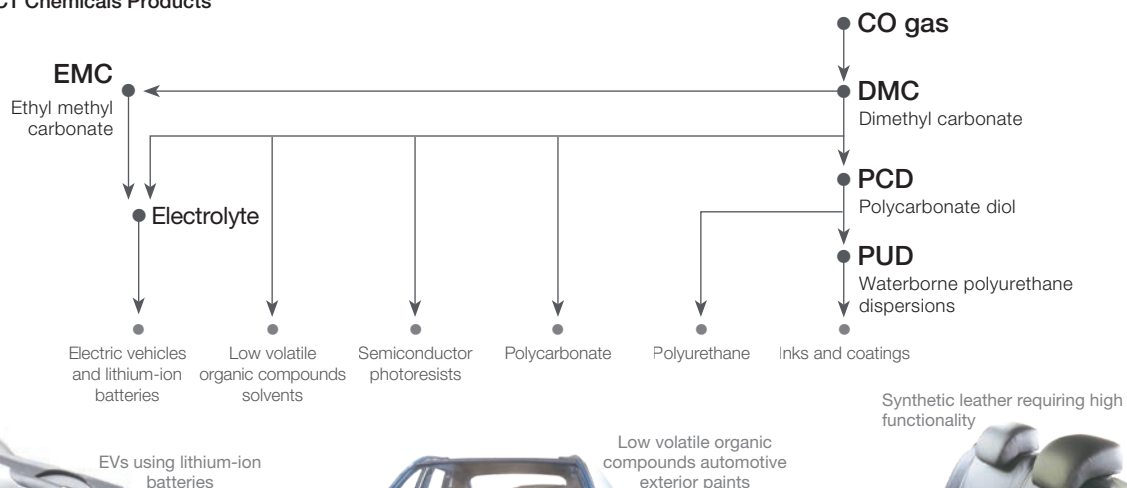 Chemicals Products
CO gas
EMC
Ethyl methyl
carbonate
DMC
Dimethyl carbonate
PCD
Polycarbonate diol
Electrolyte
PUD
Waterborne polyurethane
dispersions
Electric vehicles
and lithium-ion
batteries
Low volatile
organic compounds
solvents
Semiconductor
photoresists
Polycarbonate
Polyurethane
Inks and coatings
Synthetic leather requiring high
functionality
EVs using lithium-ion
batteries
Low volatile organic
compounds automotive
exterior paints